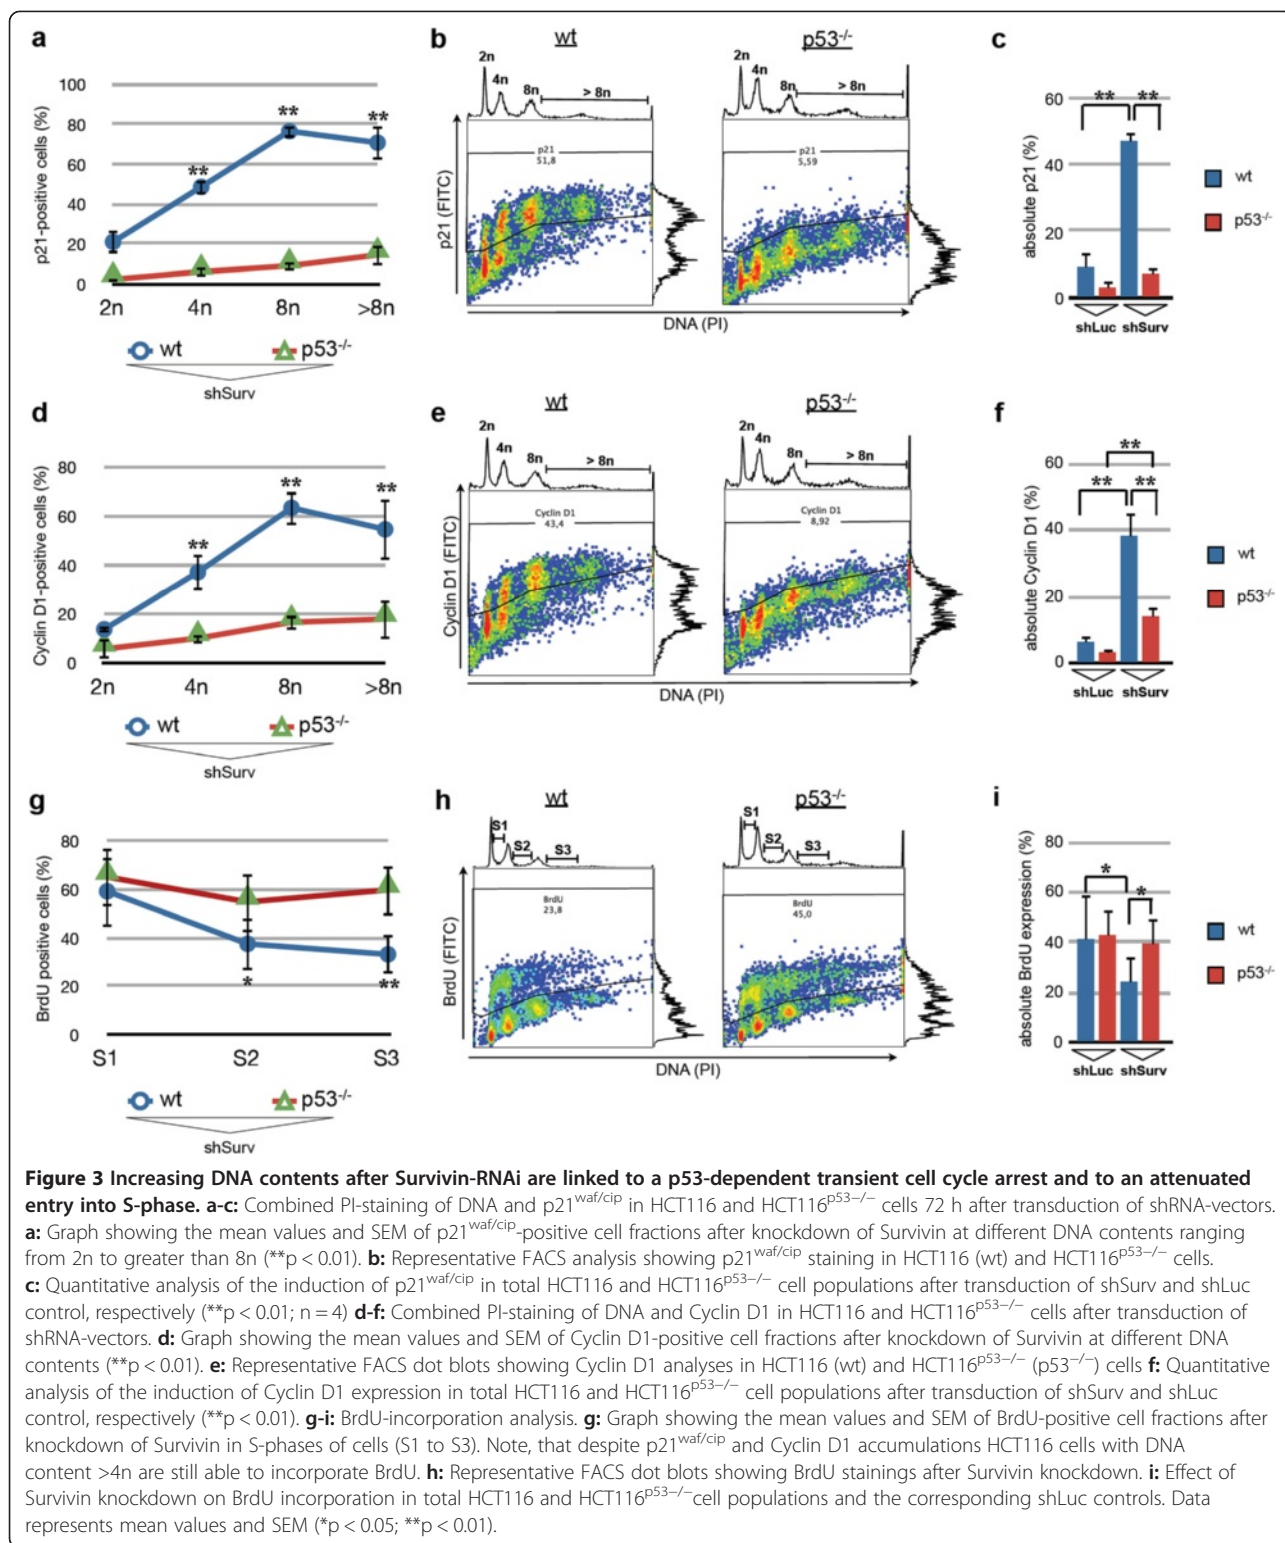 a
p21-positive cells (%)
100
80
60
40
20
0
**
**
**
2n 4n 8n >8n
wt p53-/-
shSurv
b
wt p53-/-
2n
4n
8n
> 8n
2n
4n
8n
> 8n
p21
51,8
p21
5,59
p21 (FITC)
DNA (PI)
c
absolute p21 (%)
60
40
20
0
** **
shLuc shSurv
wt
p53-/-
d
Cyclin D1-positive cells (%)
80
60
40
20
0
**
**
**
2n 4n 8n >8n
wt p53-/-
shSurv
e
wt p53-/-
2n
4n
8n
> 8n
2n
4n
8n
> 8n
Cyclin D1
43,4
Cyclin D1
8,92
Cyclin D1 (FITC)
DNA (PI)
f
absolute Cyclin D1 (%)
60
40
20
0
**
** **
shLuc shSurv
wt
p53-/-
g
BrdU positive cells (%)
80
60
40
20
0
*
**
S1 S2 S3
wt p53-/-
shSurv
h
wt p53-/-
S1
S2
S3
S1
S2
S3
BrdU
23,8
BrdU
45,0
BrdU (FITC)
DNA (PI)
i
absolute BrdU expression (%)
80
60
40
20
0
*
*
shLuc shSurv
wt
p53-/-
Figure 3 Increasing DNA contents after Survivin-RNAi are linked to a p53-dependent transient cell cycle arrest and to an attenuated
entry into S-phase. a-c: Combined PI-staining of DNA and p21waf/cip in HCT116 and HCT116p53−/− cells 72 h after transduction of shRNA-vectors.
a: Graph showing the mean values and SEM of p21waf/cip-positive cell fractions after knockdown of Survivin at different DNA contents ranging
from 2n to greater than 8n (**p < 0.01). b: Representative FACS analysis showing p21waf/cip staining in HCT116 (wt) and HCT116p53−/− cells.
c: Quantitative analysis of the induction of p21waf/cip in total HCT116 and HCT116p53−/− cell populations after transduction of shSurv and shLuc
control, respectively (**p < 0.01; n = 4) d-f: Combined PI-staining of DNA and Cyclin D1 in HCT116 and HCT116p53−/− cells after transduction of
shRNA-vectors. d: Graph showing the mean values and SEM of Cyclin D1-positive cell fractions after knockdown of Survivin at different DNA
contents (**p < 0.01). e: Representative FACS dot blots showing Cyclin D1 analyses in HCT116 (wt) and HCT116p53−/− (p53−/−) cells f: Quantitative
analysis of the induction of Cyclin D1 expression in total HCT116 and HCT116p53−/− cell populations after transduction of shSurv and shLuc
control, respectively (**p < 0.01). g-i: BrdU-incorporation analysis. g: Graph showing the mean values and SEM of BrdU-positive cell fractions after
knockdown of Survivin in S-phases of cells (S1 to S3). Note, that despite p21waf/cip and Cyclin D1 accumulations HCT116 cells with DNA
content >4n are still able to incorporate BrdU. h: Representative FACS dot blots showing BrdU stainings after Survivin knockdown. i: Effect of
Survivin knockdown on BrdU incorporation in total HCT116 and HCT116p53−/−cell populations and the corresponding shLuc controls. Data
represents mean values and SEM (*p < 0.05; **p < 0.01).